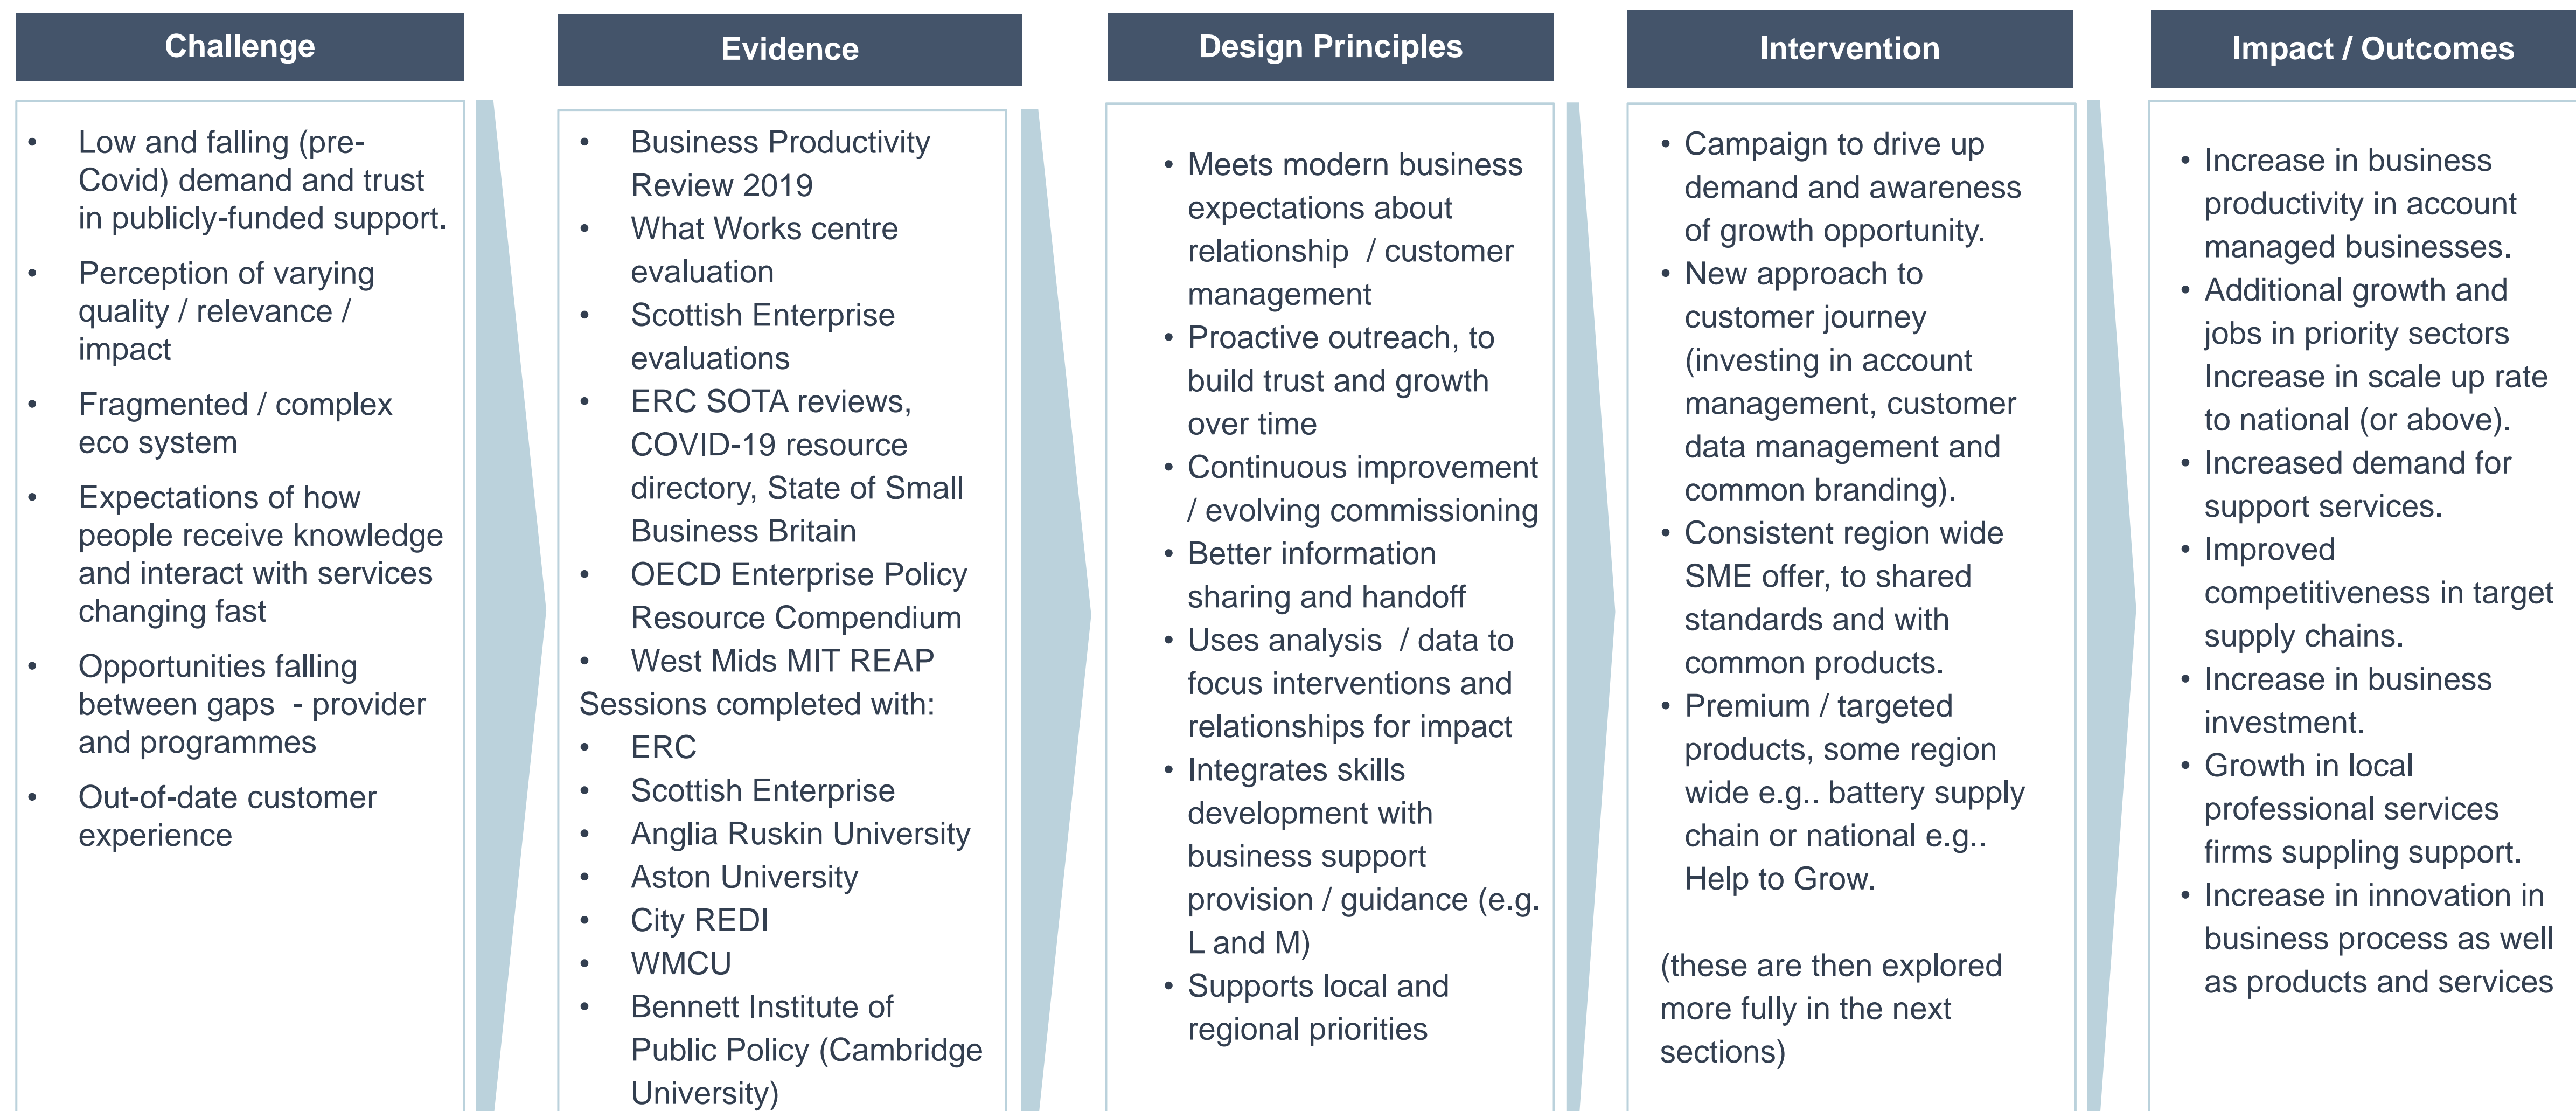 Challenge
• Low and falling (pre-
Covid) demand and trust
in publicly-funded support.
• Perception of varying
quality / relevance /
impact
• Fragmented / complex
eco system
• Expectations of how
people receive knowledge
and interact with services
changing fast
• Opportunities falling
between gaps  - provider
and programmes
• Out-of-date customer
experience
Evidence
• Business Productivity
Review 2019
• What Works centre
evaluation
• Scottish Enterprise
evaluations
• ERC SOTA reviews,
COVID-19 resource
directory, State of Small
Business Britain
• OECD Enterprise Policy
Resource Compendium
• West Mids MIT REAP
Sessions completed with:
• ERC
• Scottish Enterprise
• Anglia Ruskin University
• Aston University
• City REDI
• WMCU
• Bennett Institute of
Public Policy (Cambridge
University)
Design Principles
• Meets modern business
expectations about
relationship  / customer
management
• Proactive outreach, to
build trust and growth
over time
• Continuous improvement
/ evolving commissioning
• Better information
sharing and handoff
• Uses analysis  / data to
focus interventions and
relationships for impact
• Integrates skills
development with
business support
provision / guidance (e.g.
L and M)
• Supports local and
regional priorities
Intervention
• Campaign to drive up
demand and awareness
of growth opportunity.
• New approach to
customer journey
(investing in account
management, customer
data management and
common branding).
• Consistent region wide
SME offer, to shared
standards and with
common products.
• Premium / targeted
products, some region
wide e.g.. battery supply
chain or national e.g..
Help to Grow.
(these are then explored
more fully in the next
sections)
Impact / Outcomes
• Increase in business
productivity in account
managed businesses.
• Additional growth and
jobs in priority sectors
Increase in scale up rate
to national (or above).
• Increased demand for
support services.
• Improved
competitiveness in target
supply chains.
• Increase in business
investment.
• Growth in local
professional services
firms suppling support.
• Increase in innovation in
business process as well
as products and services